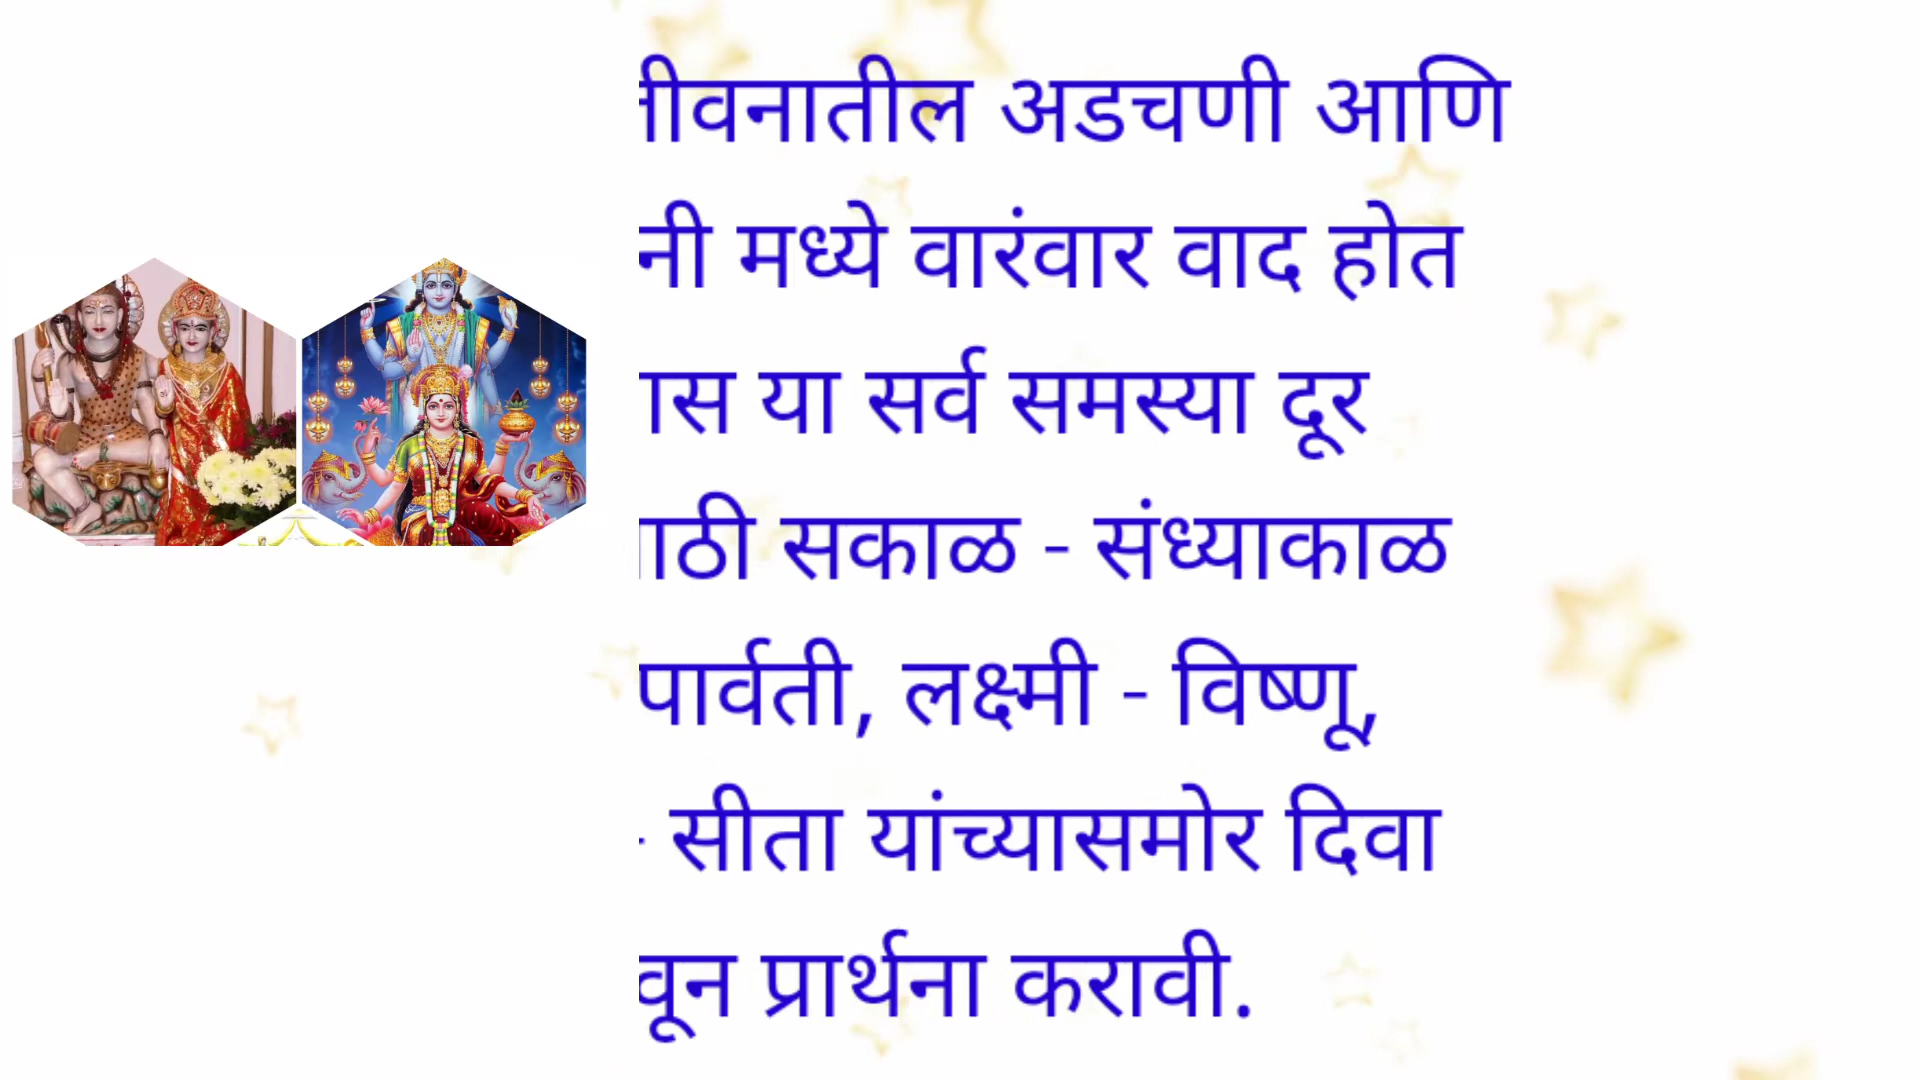 ीवनातील अडचणी आणि
नी मध्ये वारंवार वाद होत
ास या सर्व समस्या दूर
ाठी सकाळ - संध्याकाळ
पार्वती, लक्ष्मी - विष्णू,
- सीता यांच्यासमोर दिवा
वून प्रार्थना करावी.